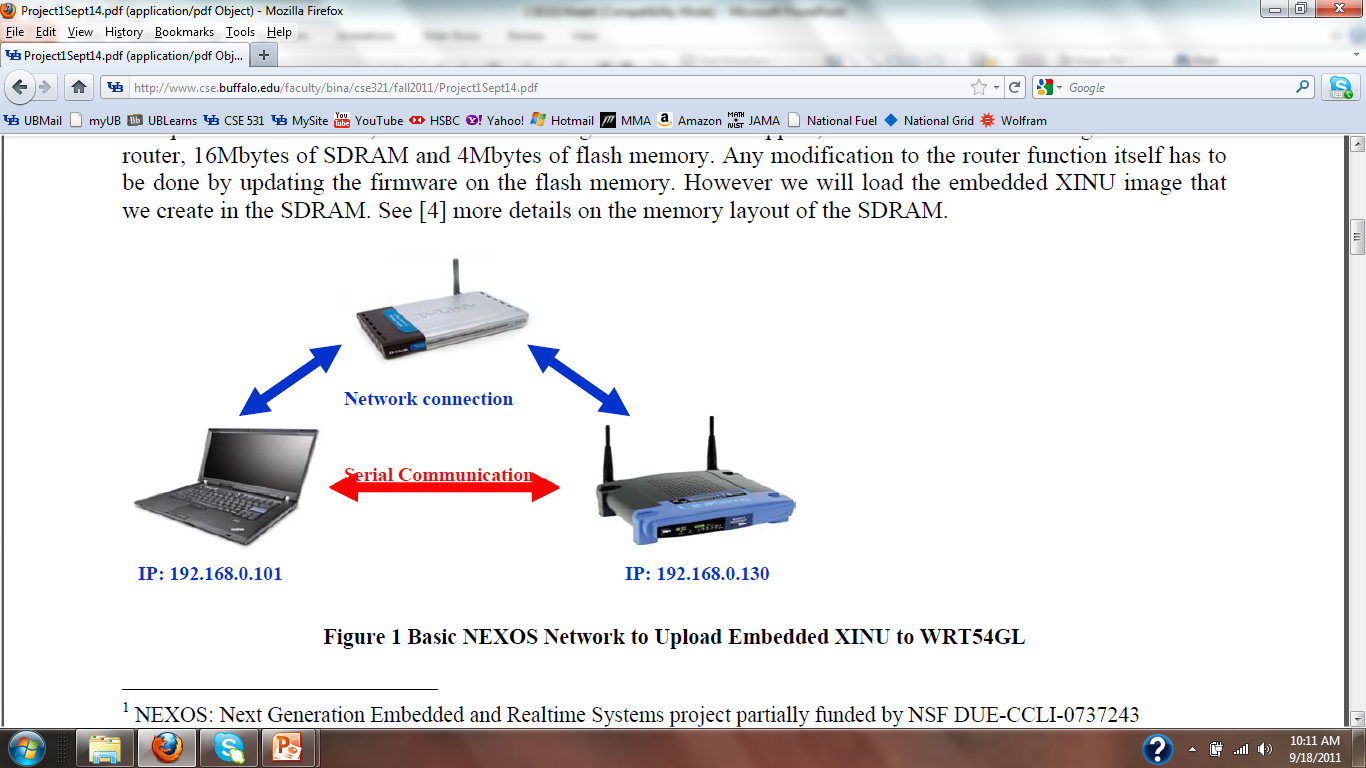 Project1Sept14.pdf (application/pdf Object) - Mozilla Firefox
File Edit View History Bookmarks Tools Help
Project1Sept14.pdf (application/pdf Obj...
http://www.cse.buffalo.edu/faculty/bina/cse321/fall2011/Project1Sept14.pdf
Google
UBMail myUB UBLearns CSE 531 MySite YouTube HSBC Yahoo! Hotmail MMA Amazon JAMA National Fuel National Grid Wolfram
router, 16Mbytes of SDRAM and 4Mbytes of flash memory. Any modification to the router function itself has to
be done by updating the firmware on the flash memory. However we will load the embedded XINU image that
we create in the SDRAM. See [4] more details on the memory layout of the SDRAM.
Network connection
Serial Communication
IP: 192.168.0.101
IP: 192.168.0.130
Figure 1 Basic NEXOS Network to Upload Embedded XINU to WRT54GL
1 NEXOS: Next Generation Embedded and Realtime Systems project partially funded by NSF DUE-CCLI-0737243
10:11 AM
9/18/2011